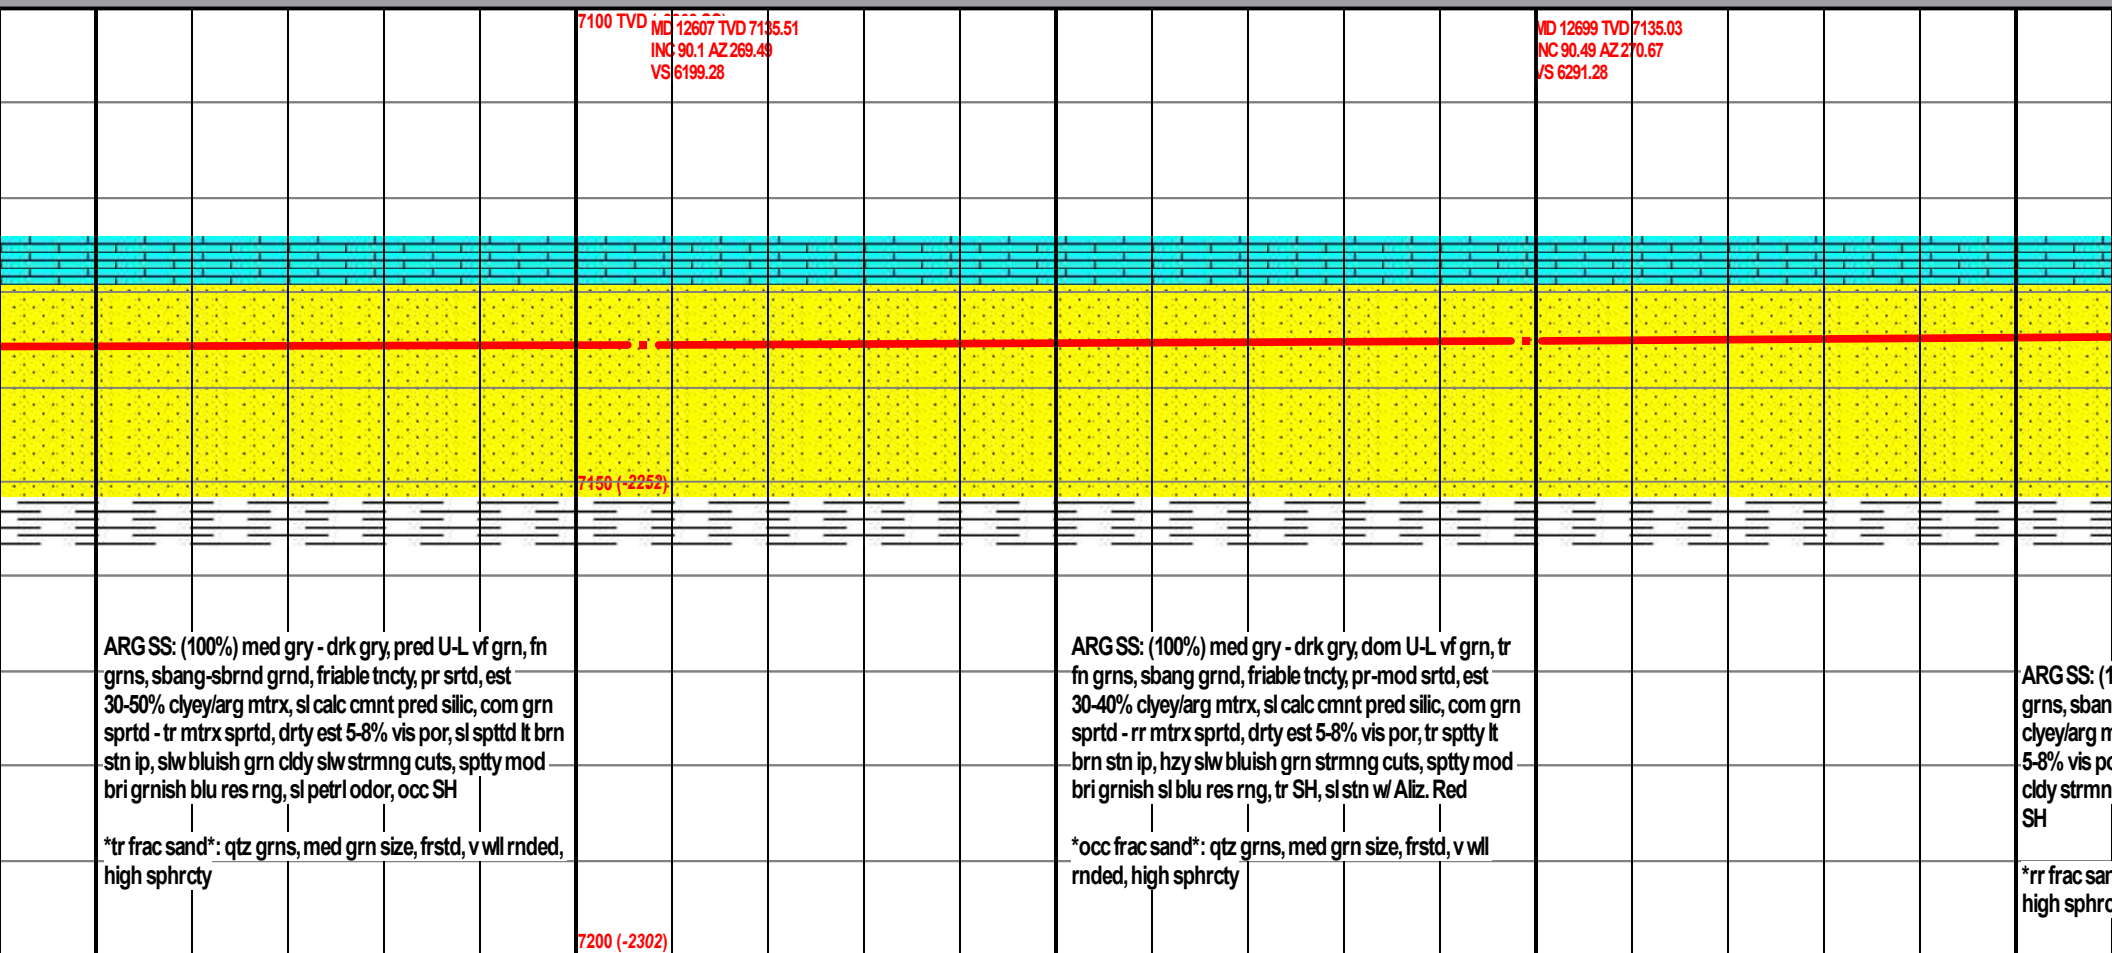 7100 TVD
MD 12607 TVD 7135.51
INC 90.1 AZ 269.49
VS 6199.28
MD 12699 TVD 7135.03
INC 90.49 AZ 270.67
VS 6291.28
7150 (-2252)
ARG SS: (100%) med gry - drk gry, pred U-L vf grn, fn
grns, sbang-sbrnd grnd, friable tncty, pr srtd, est
30-50% clyey/arg mtrx, sl calc cmnt pred silic, com grn
sprtd - tr mtrx sprtd, drty est 5-8% vis por, sl spttd lt brn
stn ip, slw bluish grn cldy slw strmng cuts, sptty mod
bri grnish blu res rng, sl petrl odor, occ SH
*tr frac sand*: qtz grns, med grn size, frstd, v wll rnded,
high sphrcty
ARG SS: (100%) med gry - drk gry, dom U-L vf grn, tr
fn grns, sbang grnd, friable tncty, pr-mod srtd, est
30-40% clyey/arg mtrx, sl calc cmnt pred silic, com grn
sprtd - rr mtrx sprtd, drty est 5-8% vis por, tr sptty lt
brn stn ip, hzy slw bluish grn strmng cuts, sptty mod
bri grnish sl blu res rng, tr SH, sl stn w/ Aliz. Red
*occ frac sand*: qtz grns, med grn size, frstd, v wll
rnded, high sphrcty
ARG SS: (1
grns, sban
clyey/arg m
5-8% vis po
cldy strmn
SH
*rr frac sar
high sphrc
7200 (-2302)